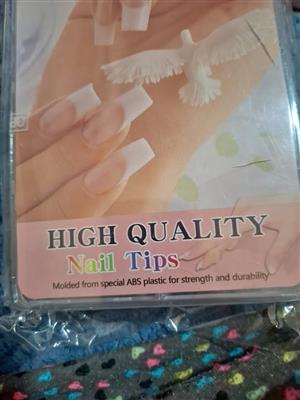 HIGH QUALITY
Nail Tips
Molded from special ABS plastic for strength and durability